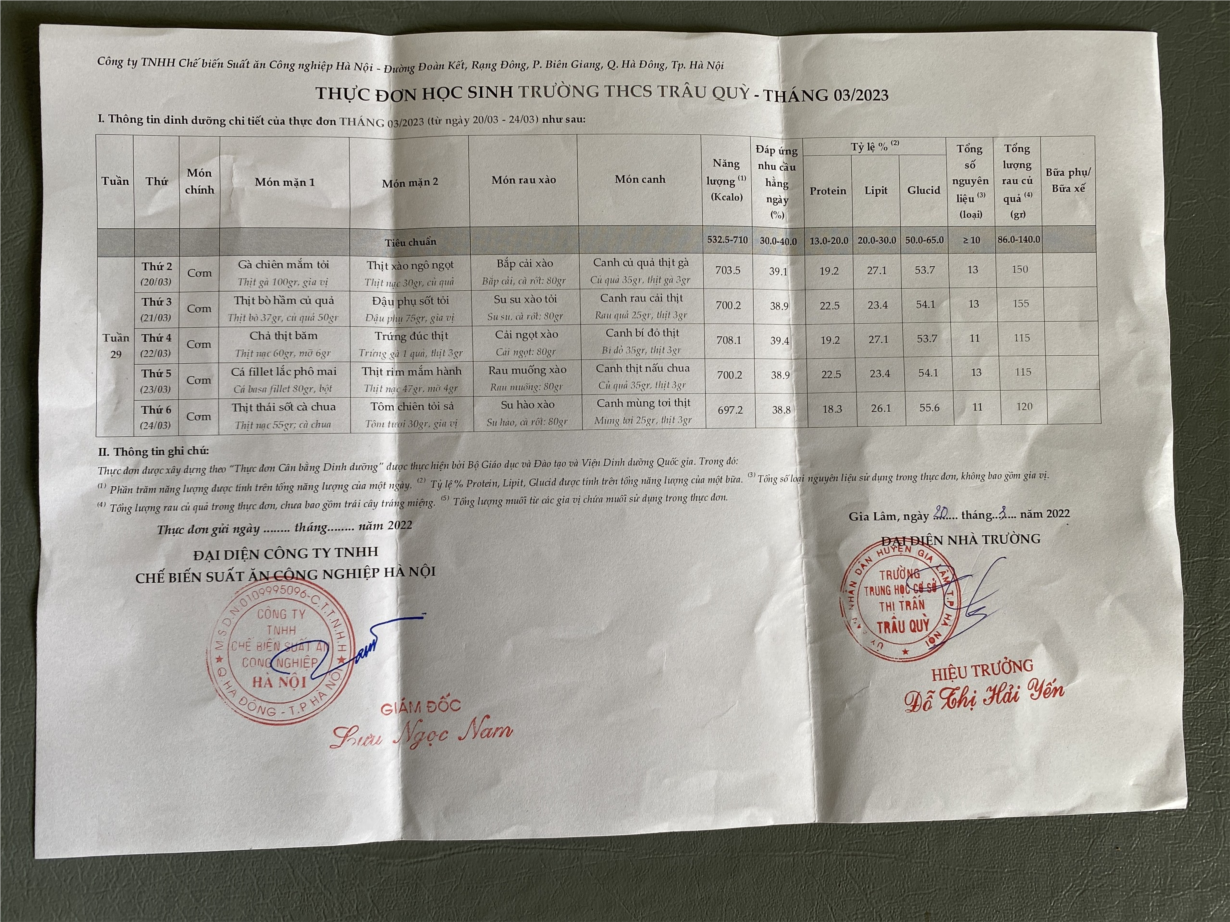 Công ty TNHH Chế biến Suất ăn Công nghiệp Hà Nội - Đường Đoàn Kết, Rạng Đông, P. Biên Giang, Q. Hà Đông, Tp. Hà Nội
THỰC ĐƠN HỌC SINH TRƯỜNG THCS TRÂU QUỲ - THÁNG 03/2023
I. Thông tin dinh dưỡng chi tiết của thực đơn THÁNG 03/2023 (từ ngày 20/03 - 24/03) như sau:
Tuần Thứ Món chính Món mặn 1 Món mặn 2 Món rau xào Món canh Năng lượng (1) (Kcalo) Đáp ứng nhu cầu hằng ngày (%) Tỷ lệ % (2) Protein Lipit Glucid Tổng số nguyên liệu (3) (loại) Tổng lượng rau củ quả (4) (gr) Bữa phụ/ Bữa xế
Tiêu chuẩn 532.5-710 30.0-40.0 13.0-20.0 20.0-30.0 50.0-65.0 ≥ 10 86.0-140.0
Tuần 29
Thứ 2 Cơm Gà chiên mắm tỏi Thịt xào ngô ngọt Bắp cải xào Canh củ quả thịt gà 703.5 39.1 19.2 27.1 53.7 13 150
(20/03) Thịt gà 100gr, gia vị Thịt nạc 30gr, củ quả Bắp cải, cà rốt: 80gr Củ quả 35gr, thịt gà 3gr
Thứ 3 Cơm Thịt bò hầm củ quả Đậu phụ sốt tỏi Su su xào tỏi Canh rau cải thịt 700.2 38.9 22.5 23.4 54.1 13 155
(21/03) Thịt bò 37gr, củ quả 50gr Đậu phụ 75gr, gia vị Su su, cà rốt: 80gr Rau quả 25gr, thịt 3gr
Thứ 4 Cơm Chả thịt băm Trứng đúc thịt Cải ngọt xào Canh bí đỏ thịt 708.1 39.4 19.2 27.1 53.7 11 115
(22/03) Thịt nạc 60gr, mỡ 6gr Trứng gà 1 quả, thịt 3gr Cải ngọt: 80gr Bí đỏ 35gr, thịt 3gr
Thứ 5 Cơm Cá fillet lắc phô mai Thịt rim mắm hành Rau muống xào Canh thịt nấu chua 700.2 38.9 22.5 23.4 54.1 13 115
(23/03) Cá basa fillet 80gr, bột Thịt nạc 47gr, mỡ 4gr Rau muống: 80gr Củ quả 35gr, thịt 3gr
Thứ 6 Cơm Thịt thái sốt cà chua Tôm chiên tỏi sả Su hào xào Canh mùng tơi thịt 697.2 38.8 18.3 26.1 55.6 11 120
(24/03) Thịt nạc 55gr; cà chua Tôm tươi 30gr, gia vị Su hào, cà rốt: 80gr Mùng tơi 25gr, thịt 3gr
II. Thông tin ghi chú:
Thực đơn được xây dựng theo "Thực đơn Cân bằng Dinh dưỡng" được thực hiện bởi Bộ Giáo dục và Đào tạo và Viện Dinh dưỡng Quốc gia. Trong đó:
(1) Phần trăm năng lượng được tính trên tổng năng lượng của một ngày. (2) Tỷ lệ % Protein, Lipit, Glucid được tính trên tổng năng lượng của một bữa. (3) Tổng số loại nguyên liệu sử dụng trong thực đơn, không bao gồm gia vị.
(4) Tổng lượng rau củ quả trong thực đơn, chưa bao gồm trái cây tráng miệng. (5) Tổng lượng muối từ các gia vị chứa muối sử dụng trong thực đơn.
Thực đơn gửi ngày ........ tháng........ năm 2022
Gia Lâm, ngày 20.... tháng..3.... năm 2022
ĐẠI DIỆN CÔNG TY TNHH
CHẾ BIẾN SUẤT ĂN CÔNG NGHIỆP HÀ NỘI
ĐẠI DIỆN NHÀ TRƯỜNG
M.S.D.N:0109995096-C.T.T.N.H.H
CÔNG TY
TNHH
CHẾ BIẾN SUẤT ĂN
CÔNG NGHIỆP
HÀ NỘI
Q. HÀ ĐÔNG - T.P HÀ NỘI
GIÁM ĐỐC
Lưu Ngọc Nam
ỦY BAN NHÂN DÂN HUYỆN GIA LÂM T.P HÀ NỘI
TRƯỜNG
TRUNG HỌC CƠ SỞ
THỊ TRẤN
TRÂU QUỲ
HIỆU TRƯỞNG
Đỗ Thị Hải Yến